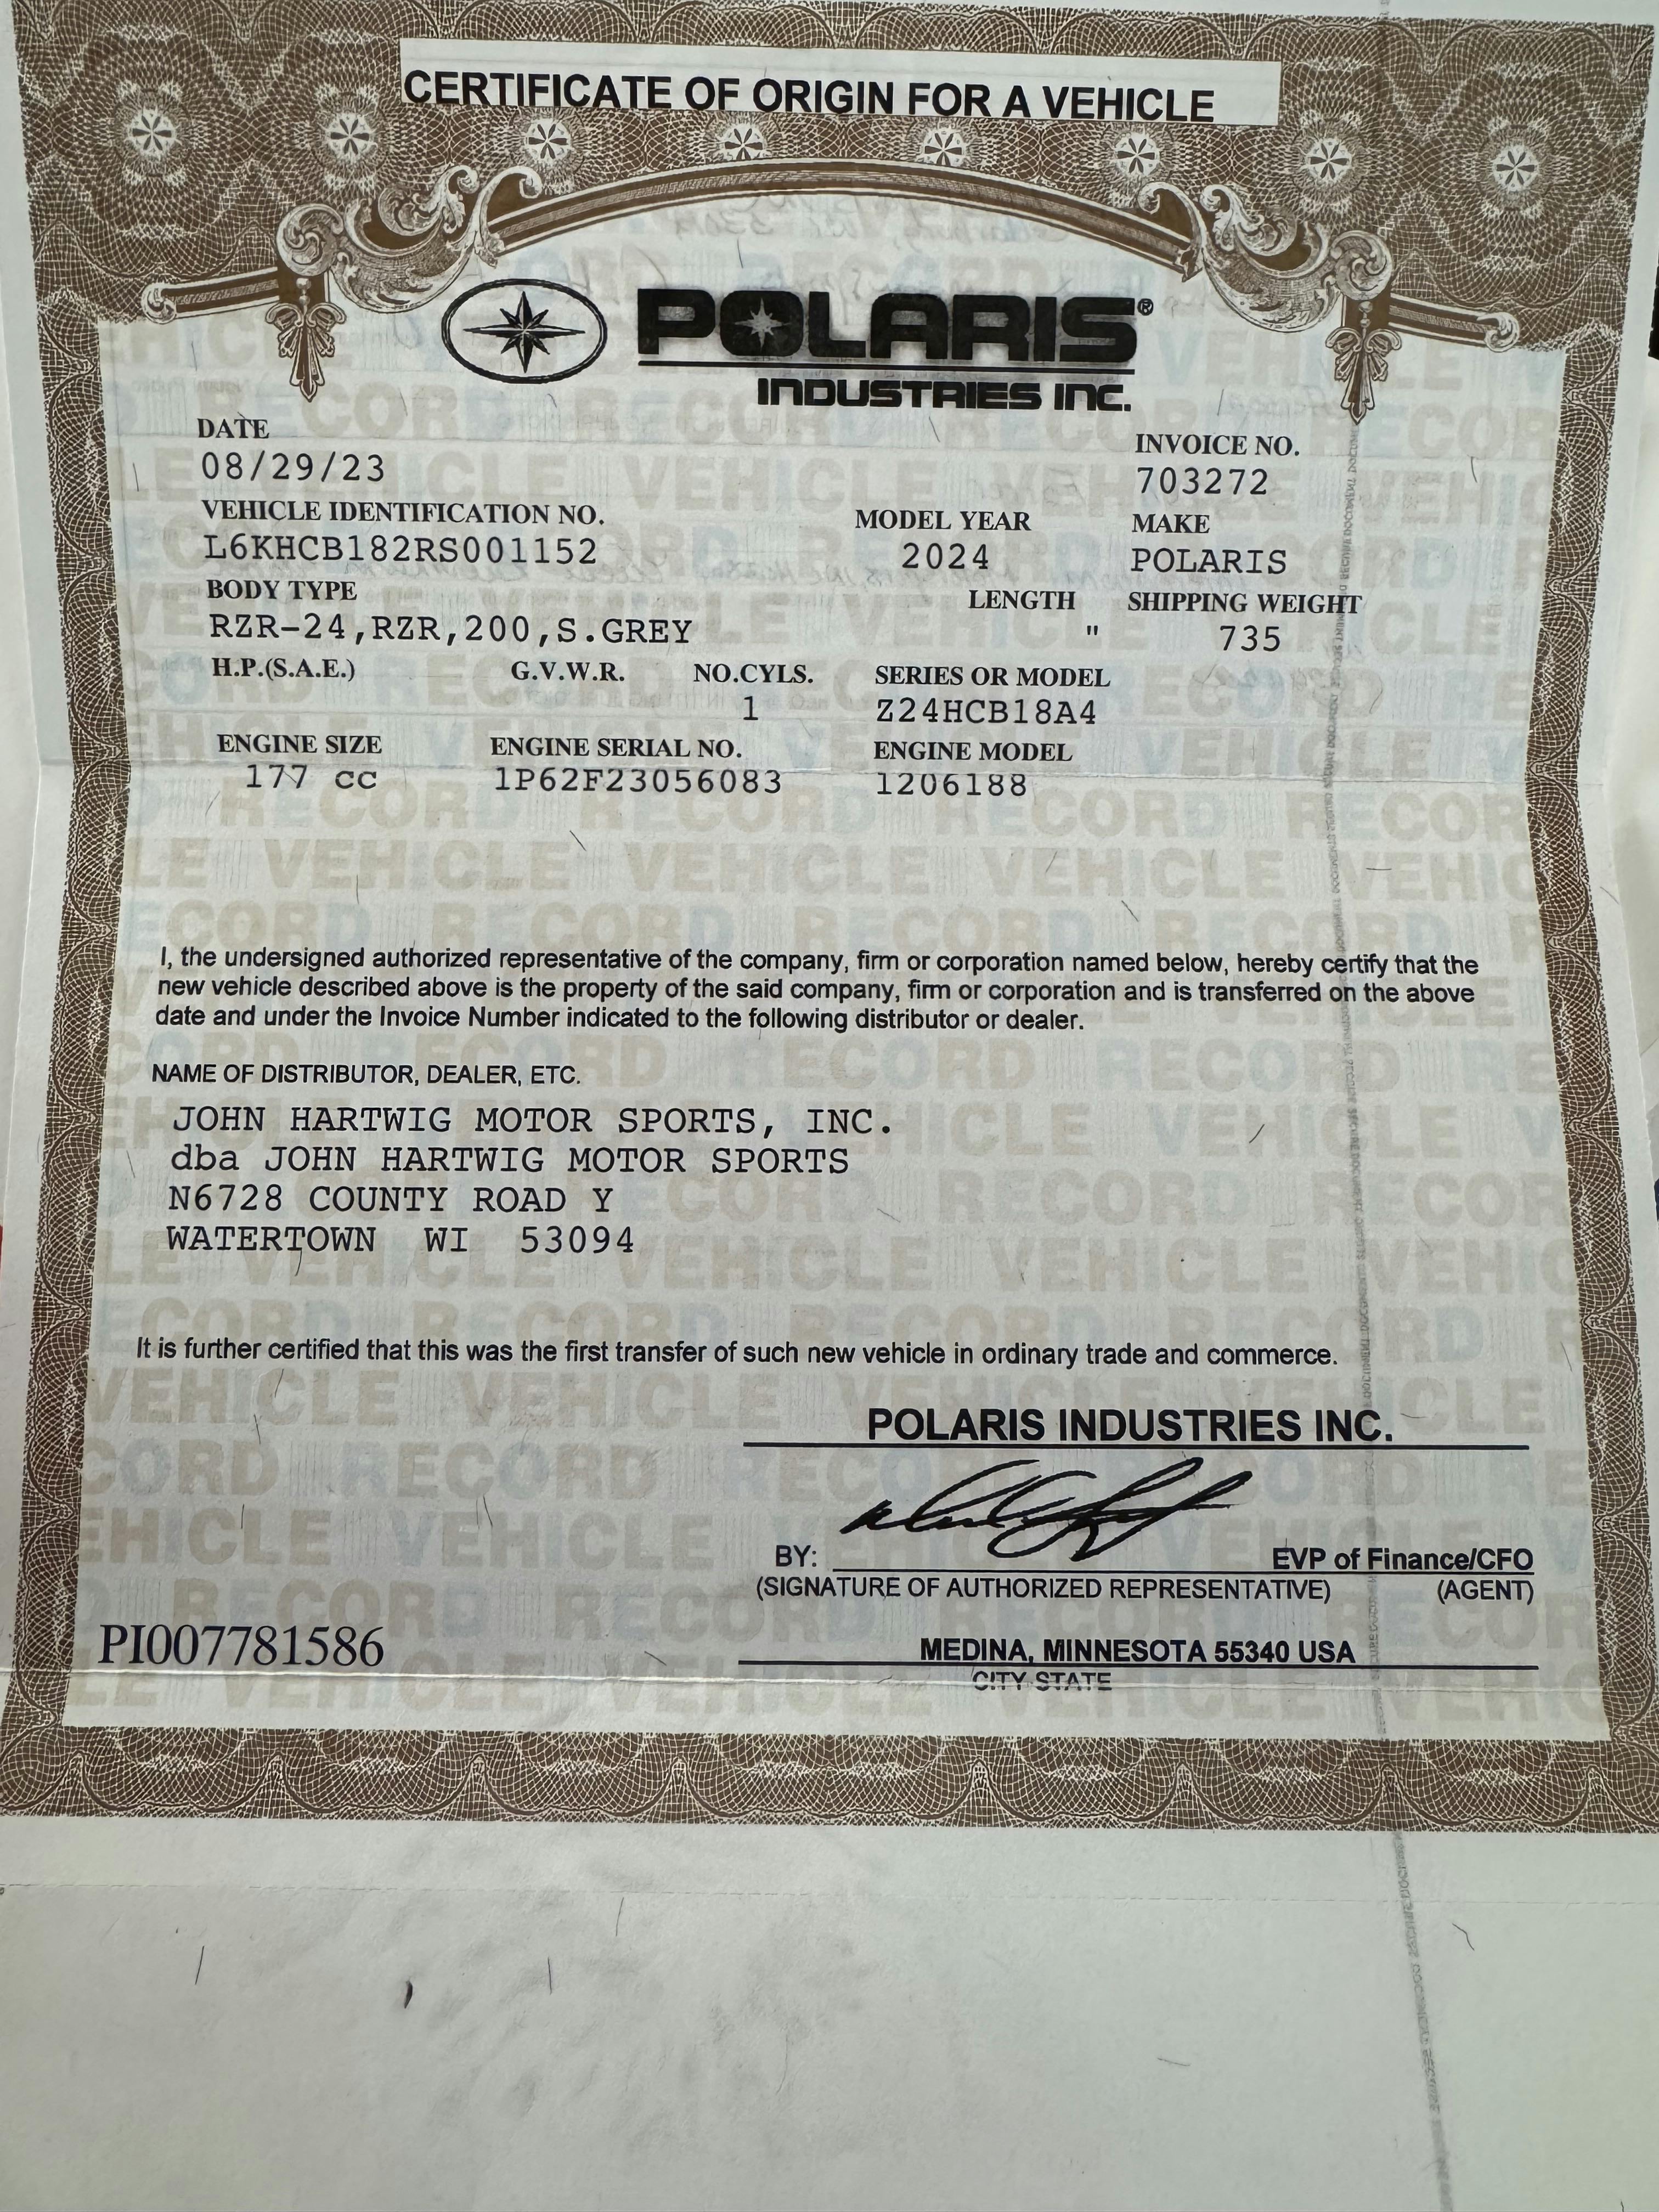 CERTIFICATE OF ORIGIN FOR A VEHICLE
POLARIS®
INDUSTRIES INC.
DATE
08/29/23
INVOICE NO.
703272
VEHICLE IDENTIFICATION NO.
L6KHCB182RS001152
MODEL YEAR
2024
MAKE
POLARIS
BODY TYPE
RZR-24,RZR,200,S.GREY
LENGTH
"
SHIPPING WEIGHT
735
H.P.(S.A.E.)
G.V.W.R.
NO.CYLS.
1
SERIES OR MODEL
Z24HCB18A4
ENGINE SIZE
177 cc
ENGINE SERIAL NO.
1P62F23056083
ENGINE MODEL
1206188
I, the undersigned authorized representative of the company, firm or corporation named below, hereby certify that the
new vehicle described above is the property of the said company, firm or corporation and is transferred on the above
date and under the Invoice Number indicated to the following distributor or dealer.
NAME OF DISTRIBUTOR, DEALER, ETC.
JOHN HARTWIG MOTOR SPORTS, INC.
dba JOHN HARTWIG MOTOR SPORTS
N6728 COUNTY ROAD Y
WATERTOWN WI 53094
It is further certified that this was the first transfer of such new vehicle in ordinary trade and commerce.
POLARIS INDUSTRIES INC.
BY:
EVP of Finance/CFO
(SIGNATURE OF AUTHORIZED REPRESENTATIVE) (AGENT)
PI007781586
MEDINA, MINNESOTA 55340 USA
CITY STATE